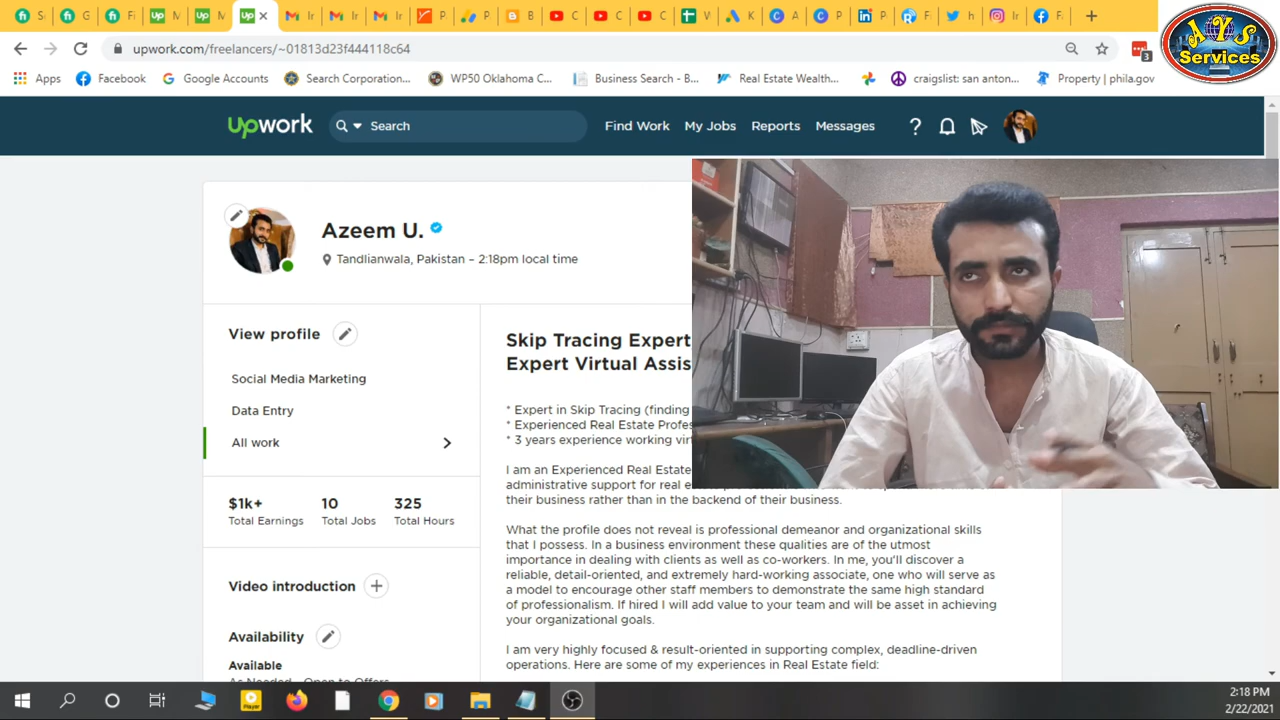 upwork.com/freelancers/~01813d23f444118c64
3
AYS
Services
Apps
Facebook
Google Accounts
Search Corporation...
WP50 Oklahoma C...
Business Search - B...
Real Estate Wealth...
craigslist: san anton...
Property | phila.gov
upwork
Search
Find Work
My Jobs
Reports
Messages
Azeem U.
Tandlianwala, Pakistan – 2:18pm local time
View profile
Social Media Marketing
Data Entry
All work
$1k+
Total Earnings
10
Total Jobs
325
Total Hours
Video introduction
Availability
Available
As Needed - Open to Offers
Skip Tracing Expert
Expert Virtual Assis
* Expert in Skip Tracing (finding
* Experienced Real Estate Profes
* 3 years experience working vir
I am an Experienced Real Estate
administrative support for real
their business rather than in the backend of their business.
What the profile does not reveal is professional demeanor and organizational skills
that I possess. In a business environment these qualities are of the utmost
importance in dealing with clients as well as co-workers. In me, you'll discover a
reliable, detail-oriented, and extremely hard-working associate, one who will serve as
a model to encourage other staff members to demonstrate the same high standard
of professionalism. If hired I will add value to your team and will be asset in achieving
your organizational goals.
I am very highly focused & result-oriented in supporting complex, deadline-driven
operations. Here are some of my experiences in Real Estate field:
Player
2:18 PM
2/22/2021